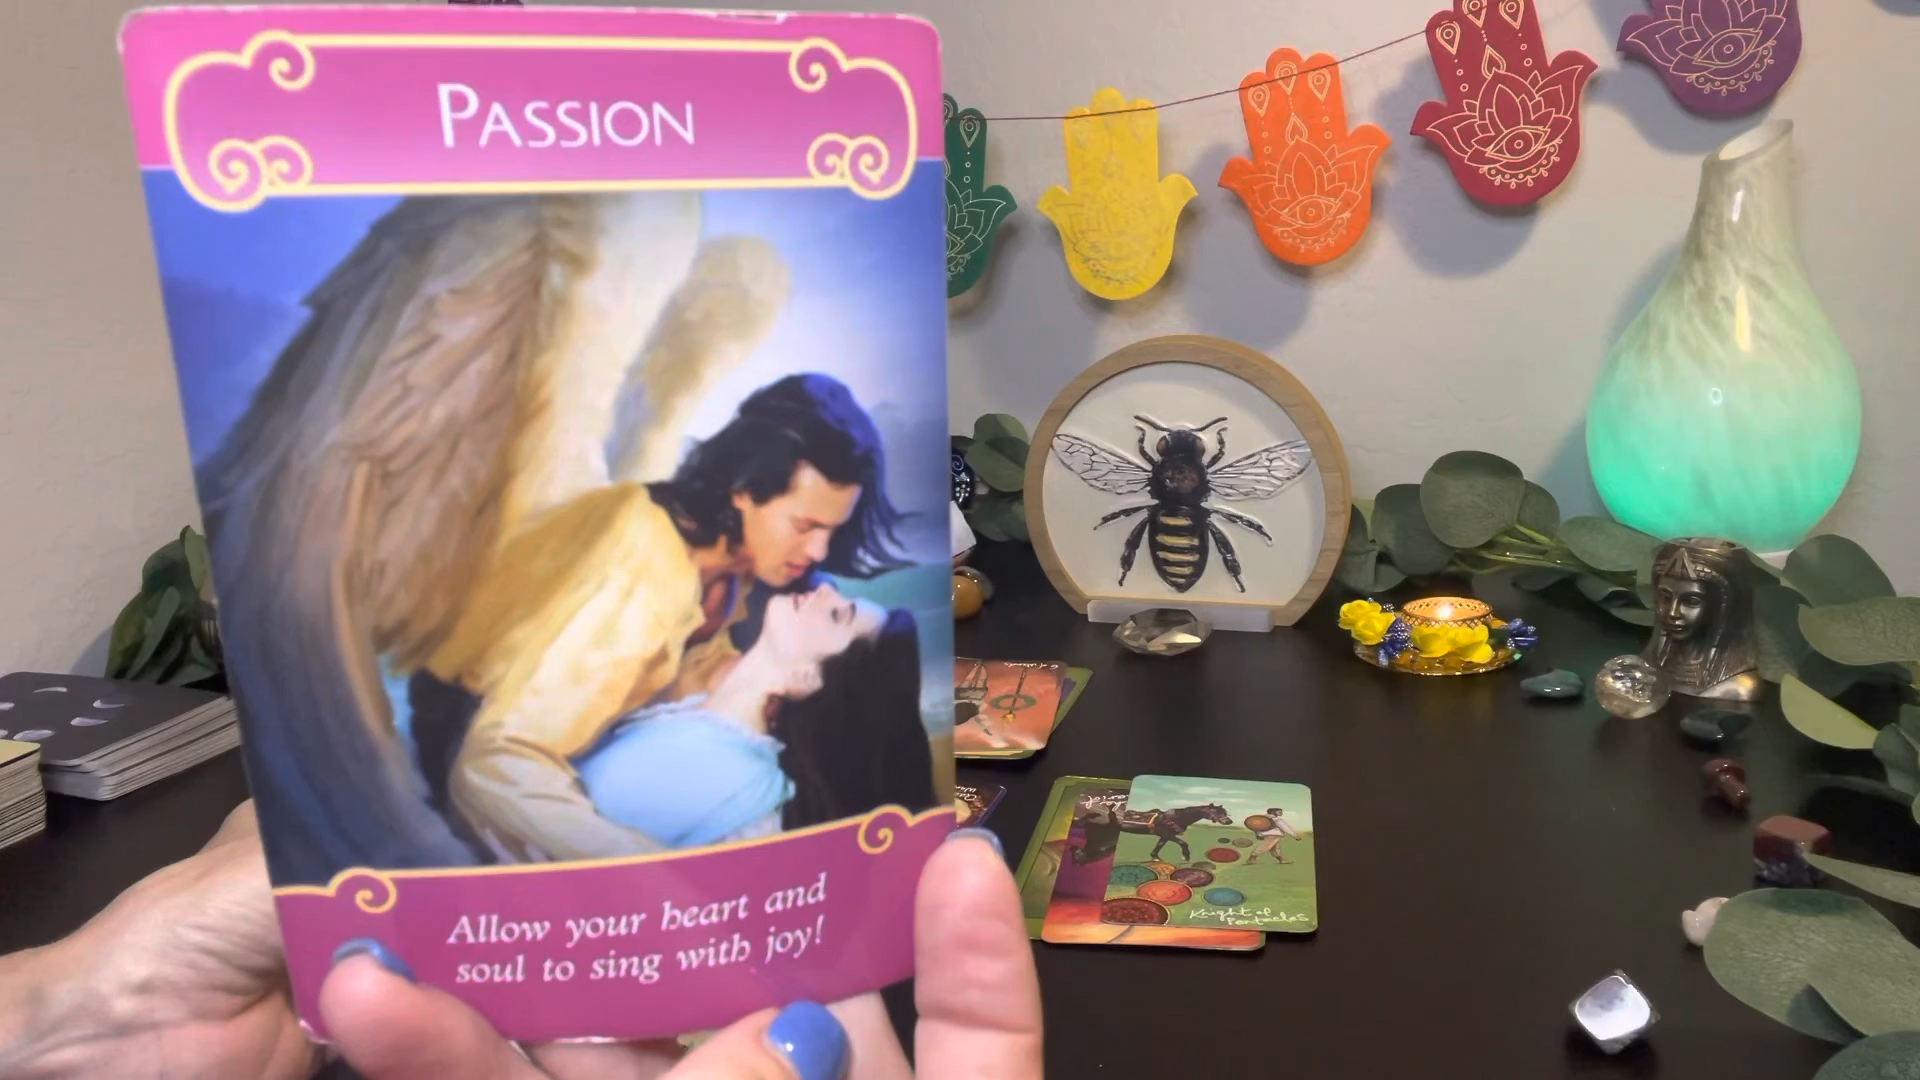 PASSION
Allow your heart and
soul to sing with joy!
Knight of
Pentacles